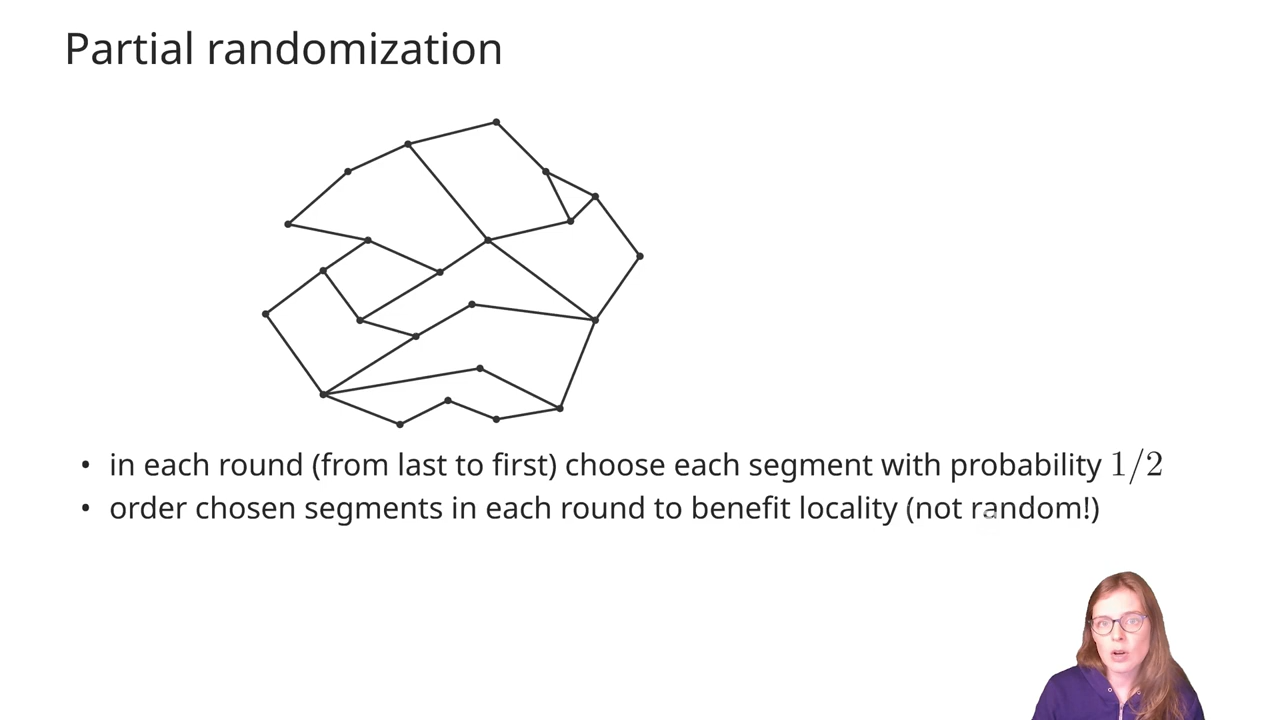 Partial randomization
• in each round (from last to first) choose each segment with probability 1/2
• order chosen segments in each round to benefit locality (not random!)